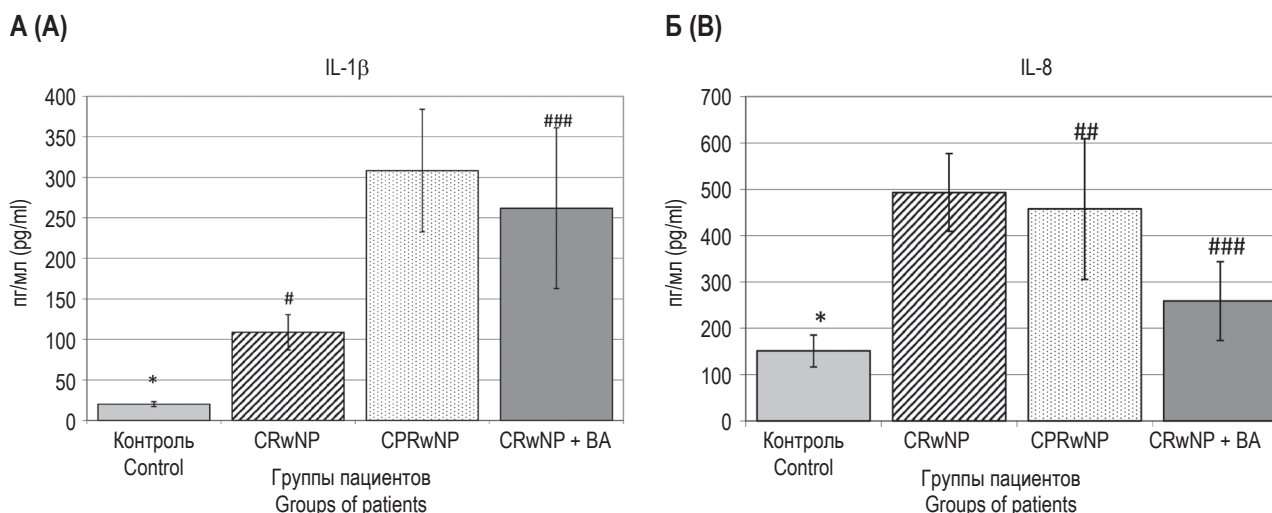 А (A)
IL-1β
пг/мл (pg/ml)
400
350
300
250
200
150
100
50
0
*
#
###
Контроль
Control
CRwNP
CPRwNP
CRwNP + BA
Группы пациентов
Groups of patients
Б (B)
IL-8
пг/мл (pg/ml)
700
600
500
400
300
200
100
0
*
##
###
Контроль
Control
CRwNP
CPRwNP
CRwNP + BA
Группы пациентов
Groups of patients